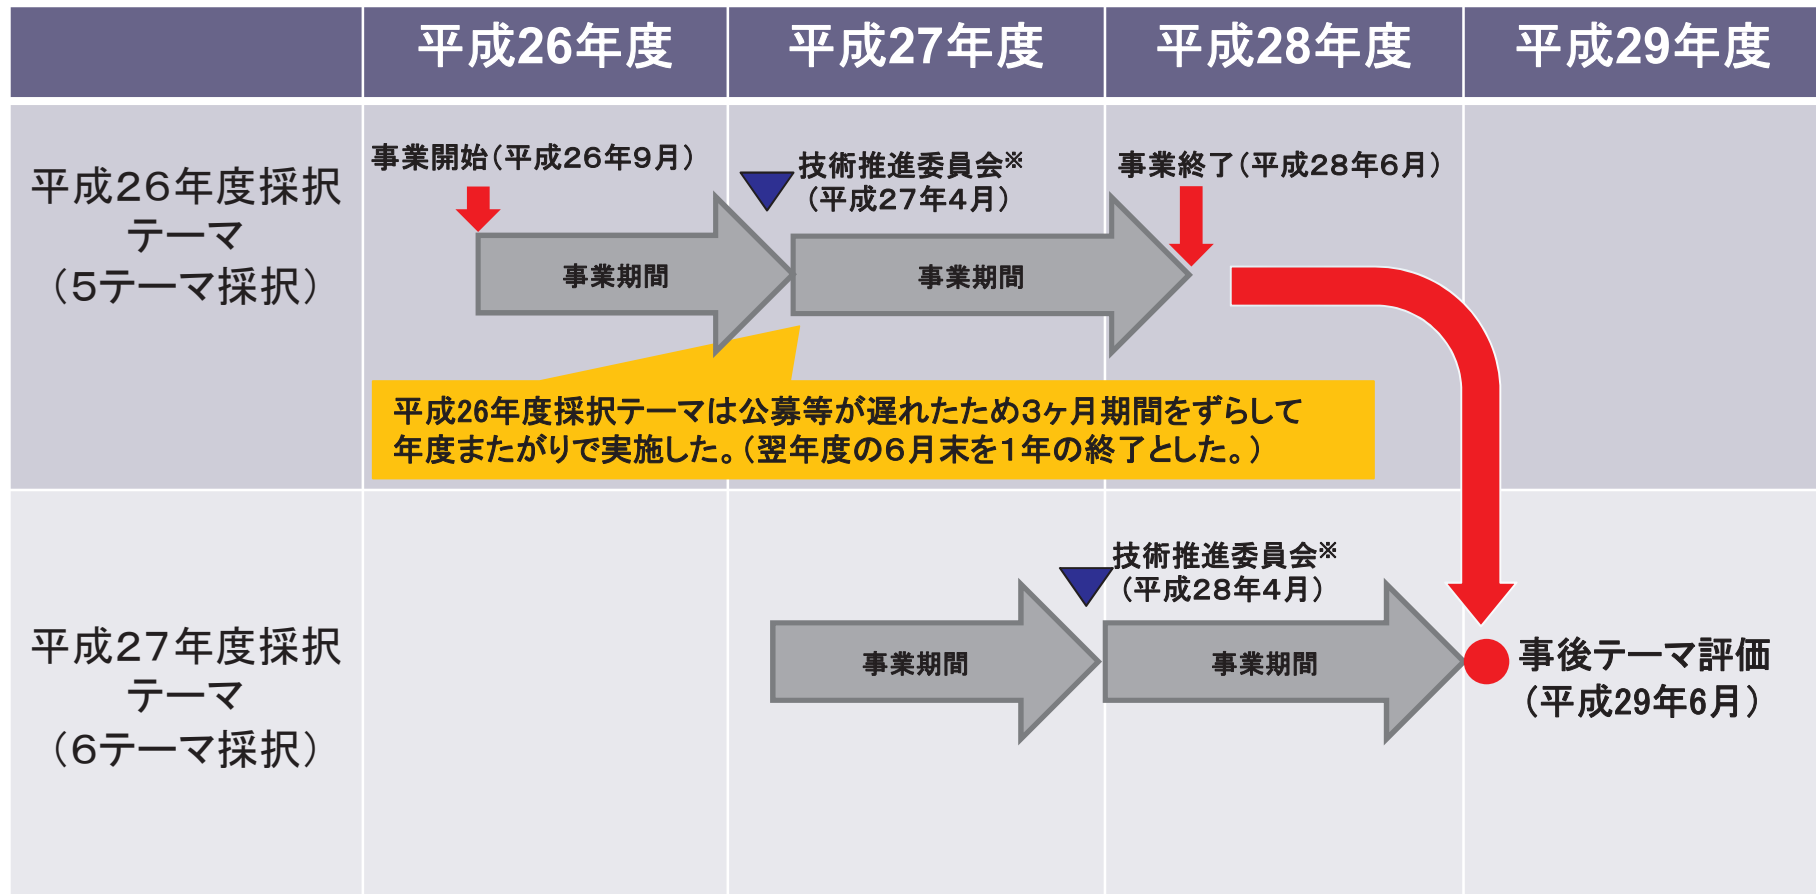 平成26年度
平成27年度
平成28年度
平成29年度
平成26年度採択
テーマ
（5テーマ採択）
事業開始（平成26年9月）
技術推進委員会※
（平成27年4月）
事業終了（平成28年6月）
事業期間
事業期間
平成26年度採択テーマは公募等が遅れたため3ヶ月期間をずらして
年度またがりで実施した。（翌年度の6月末を1年の終了とした。）
平成27年度採択
テーマ
（6テーマ採択）
技術推進委員会※
（平成28年4月）
事業期間
事業期間
事後テーマ評価
（平成29年6月）